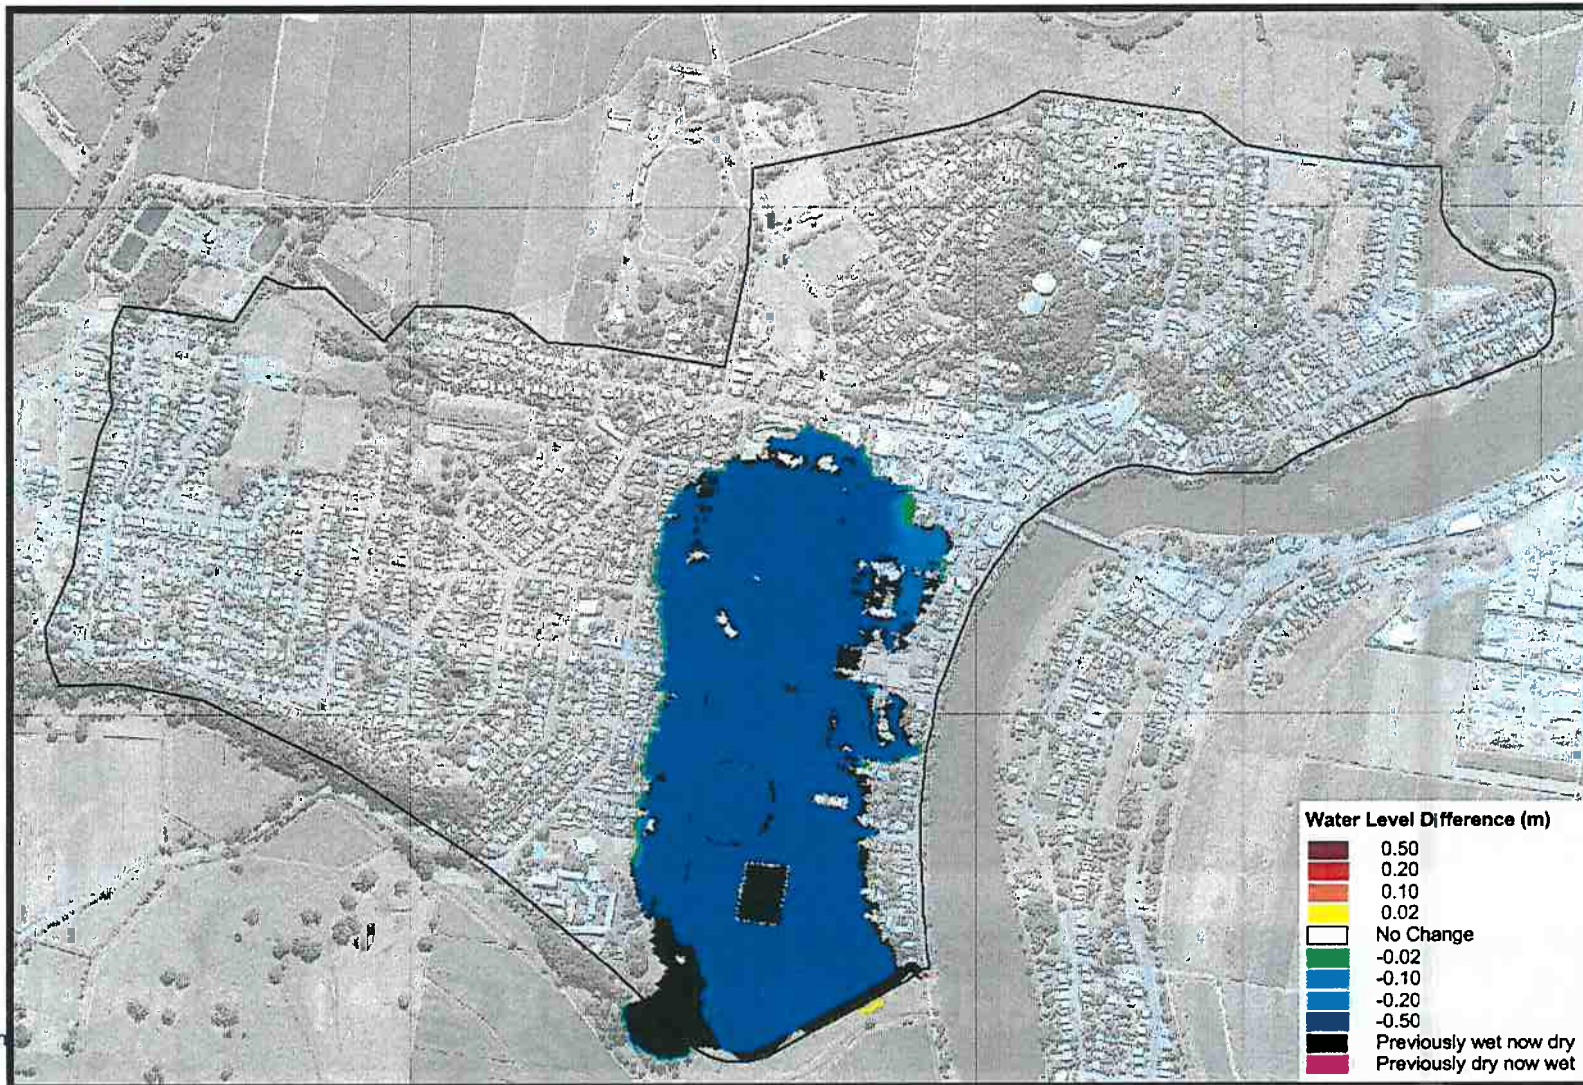 Water Level Difference (m)
0.50
0.20
0.10
0.02
No Change
-0.02
-0.10
-0.20
-0.50
Previously wet now dry
Previously dry now wet